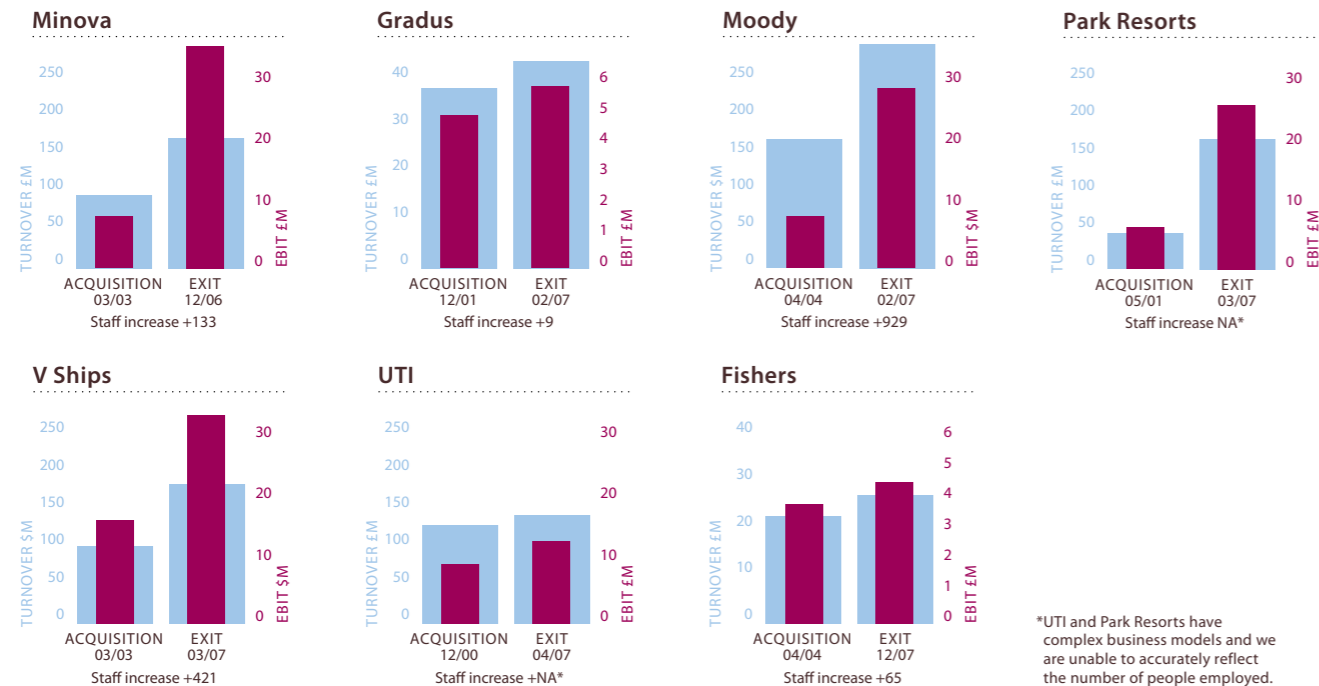 Minova
250
200
150
100
50
0
TURNOVER £M
30
20
10
0
EBIT £M
ACQUISITION
03/03
EXIT
12/06
Staff increase +133
Gradus
40
30
20
10
0
TURNOVER £M
6
5
4
3
2
1
0
EBIT £M
ACQUISITION
12/01
EXIT
02/07
Staff increase +9
Moody
250
200
150
100
50
0
TURNOVER $M
30
20
10
0
EBIT $M
ACQUISITION
04/04
EXIT
02/07
Staff increase +929
Park Resorts
250
200
150
100
50
0
TURNOVER £M
30
20
10
0
EBIT £M
ACQUISITION
05/01
EXIT
03/07
Staff increase NA*
V Ships
250
200
150
100
50
0
TURNOVER $M
30
20
10
0
EBIT $M
ACQUISITION
03/03
EXIT
03/07
Staff increase +421
UTI
250
200
150
100
50
0
TURNOVER £M
30
20
10
0
EBIT £M
ACQUISITION
12/00
EXIT
04/07
Staff increase +NA*
Fishers
40
30
20
10
0
TURNOVER £M
6
5
4
3
2
1
0
EBIT £M
ACQUISITION
04/04
EXIT
12/07
Staff increase +65
*UTI and Park Resorts have
complex business models and we
are unable to accurately reflect
the number of people employed.